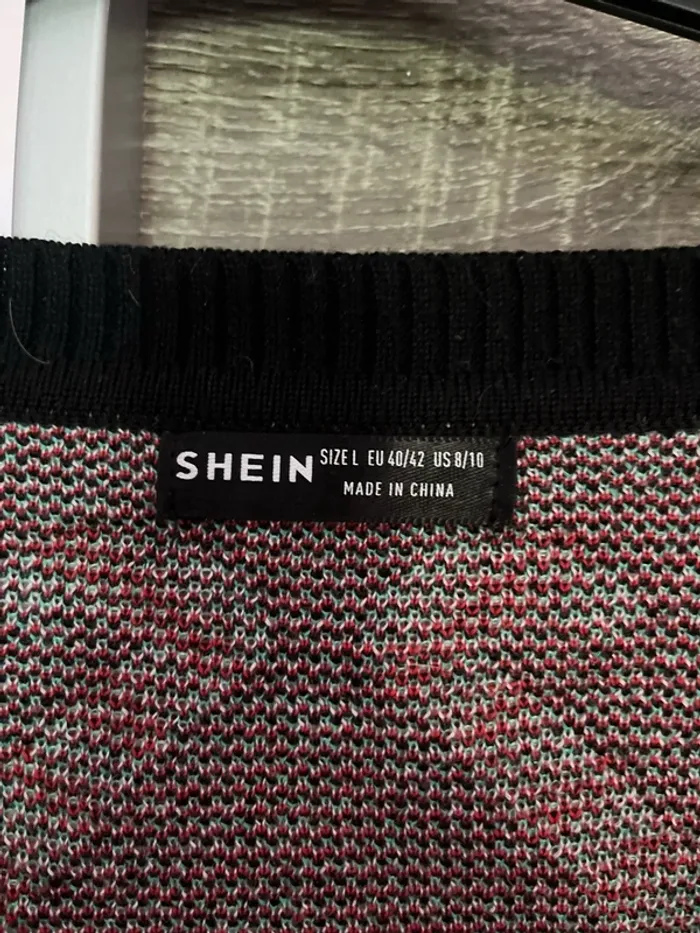 SHEIN SIZE L EU 40/42 US 8/10
MADE IN CHINA